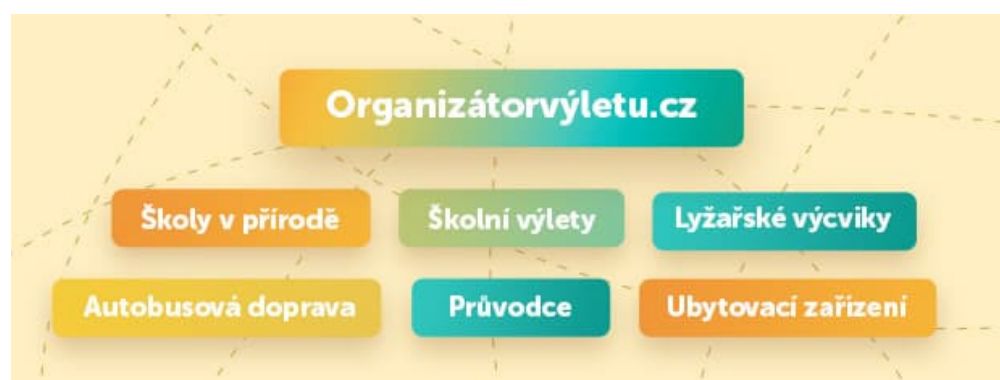 Organizátorvýletu.cz
Školy v přírodě
Školní výlety
Lyžařské výcviky
Autobusová doprava
Průvodce
Ubytovací zařízení